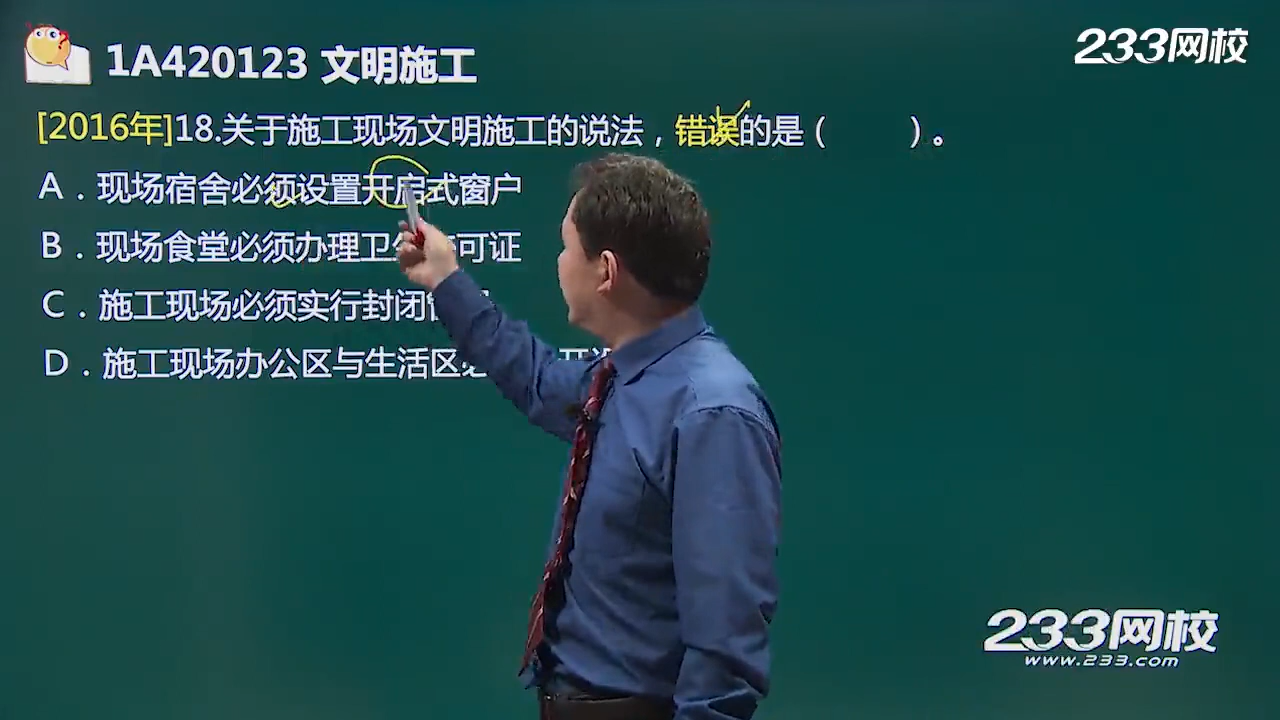 233网校
1A420123 文明施工
[2016年]18.关于施工现场文明施工的说法，错误的是（ ）。
A．现场宿舍必须设置开启式窗户
B．现场食堂必须办理卫 可证
C．施工现场必须实行封闭
D．施工现场办公区与生活区
233网校
www.233.com